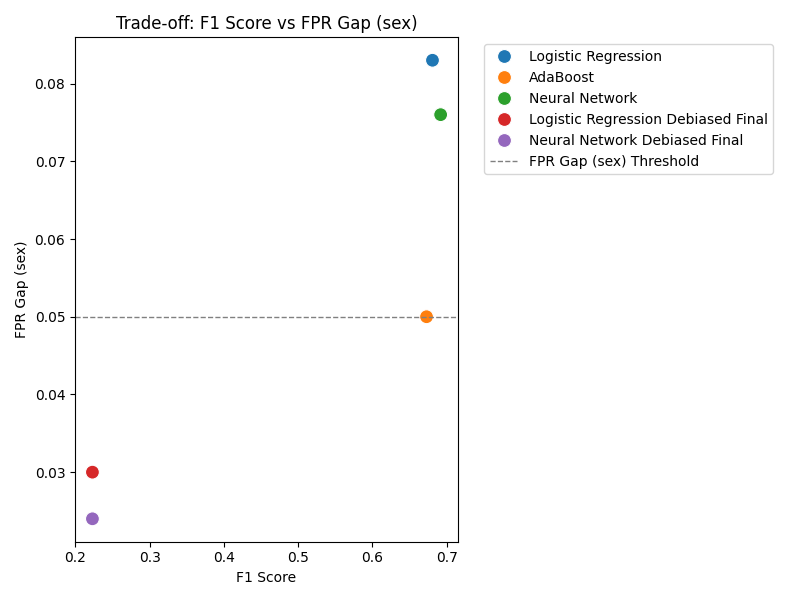 Trade-off: F1 Score vs FPR Gap (sex)
Logistic Regression
AdaBoost
Neural Network
Logistic Regression Debiased Final
Neural Network Debiased Final
FPR Gap (sex) Threshold
FPR Gap (sex)
0.08
0.07
0.06
0.05
0.04
0.03
0.2 0.3 0.4 0.5 0.6 0.7
F1 Score